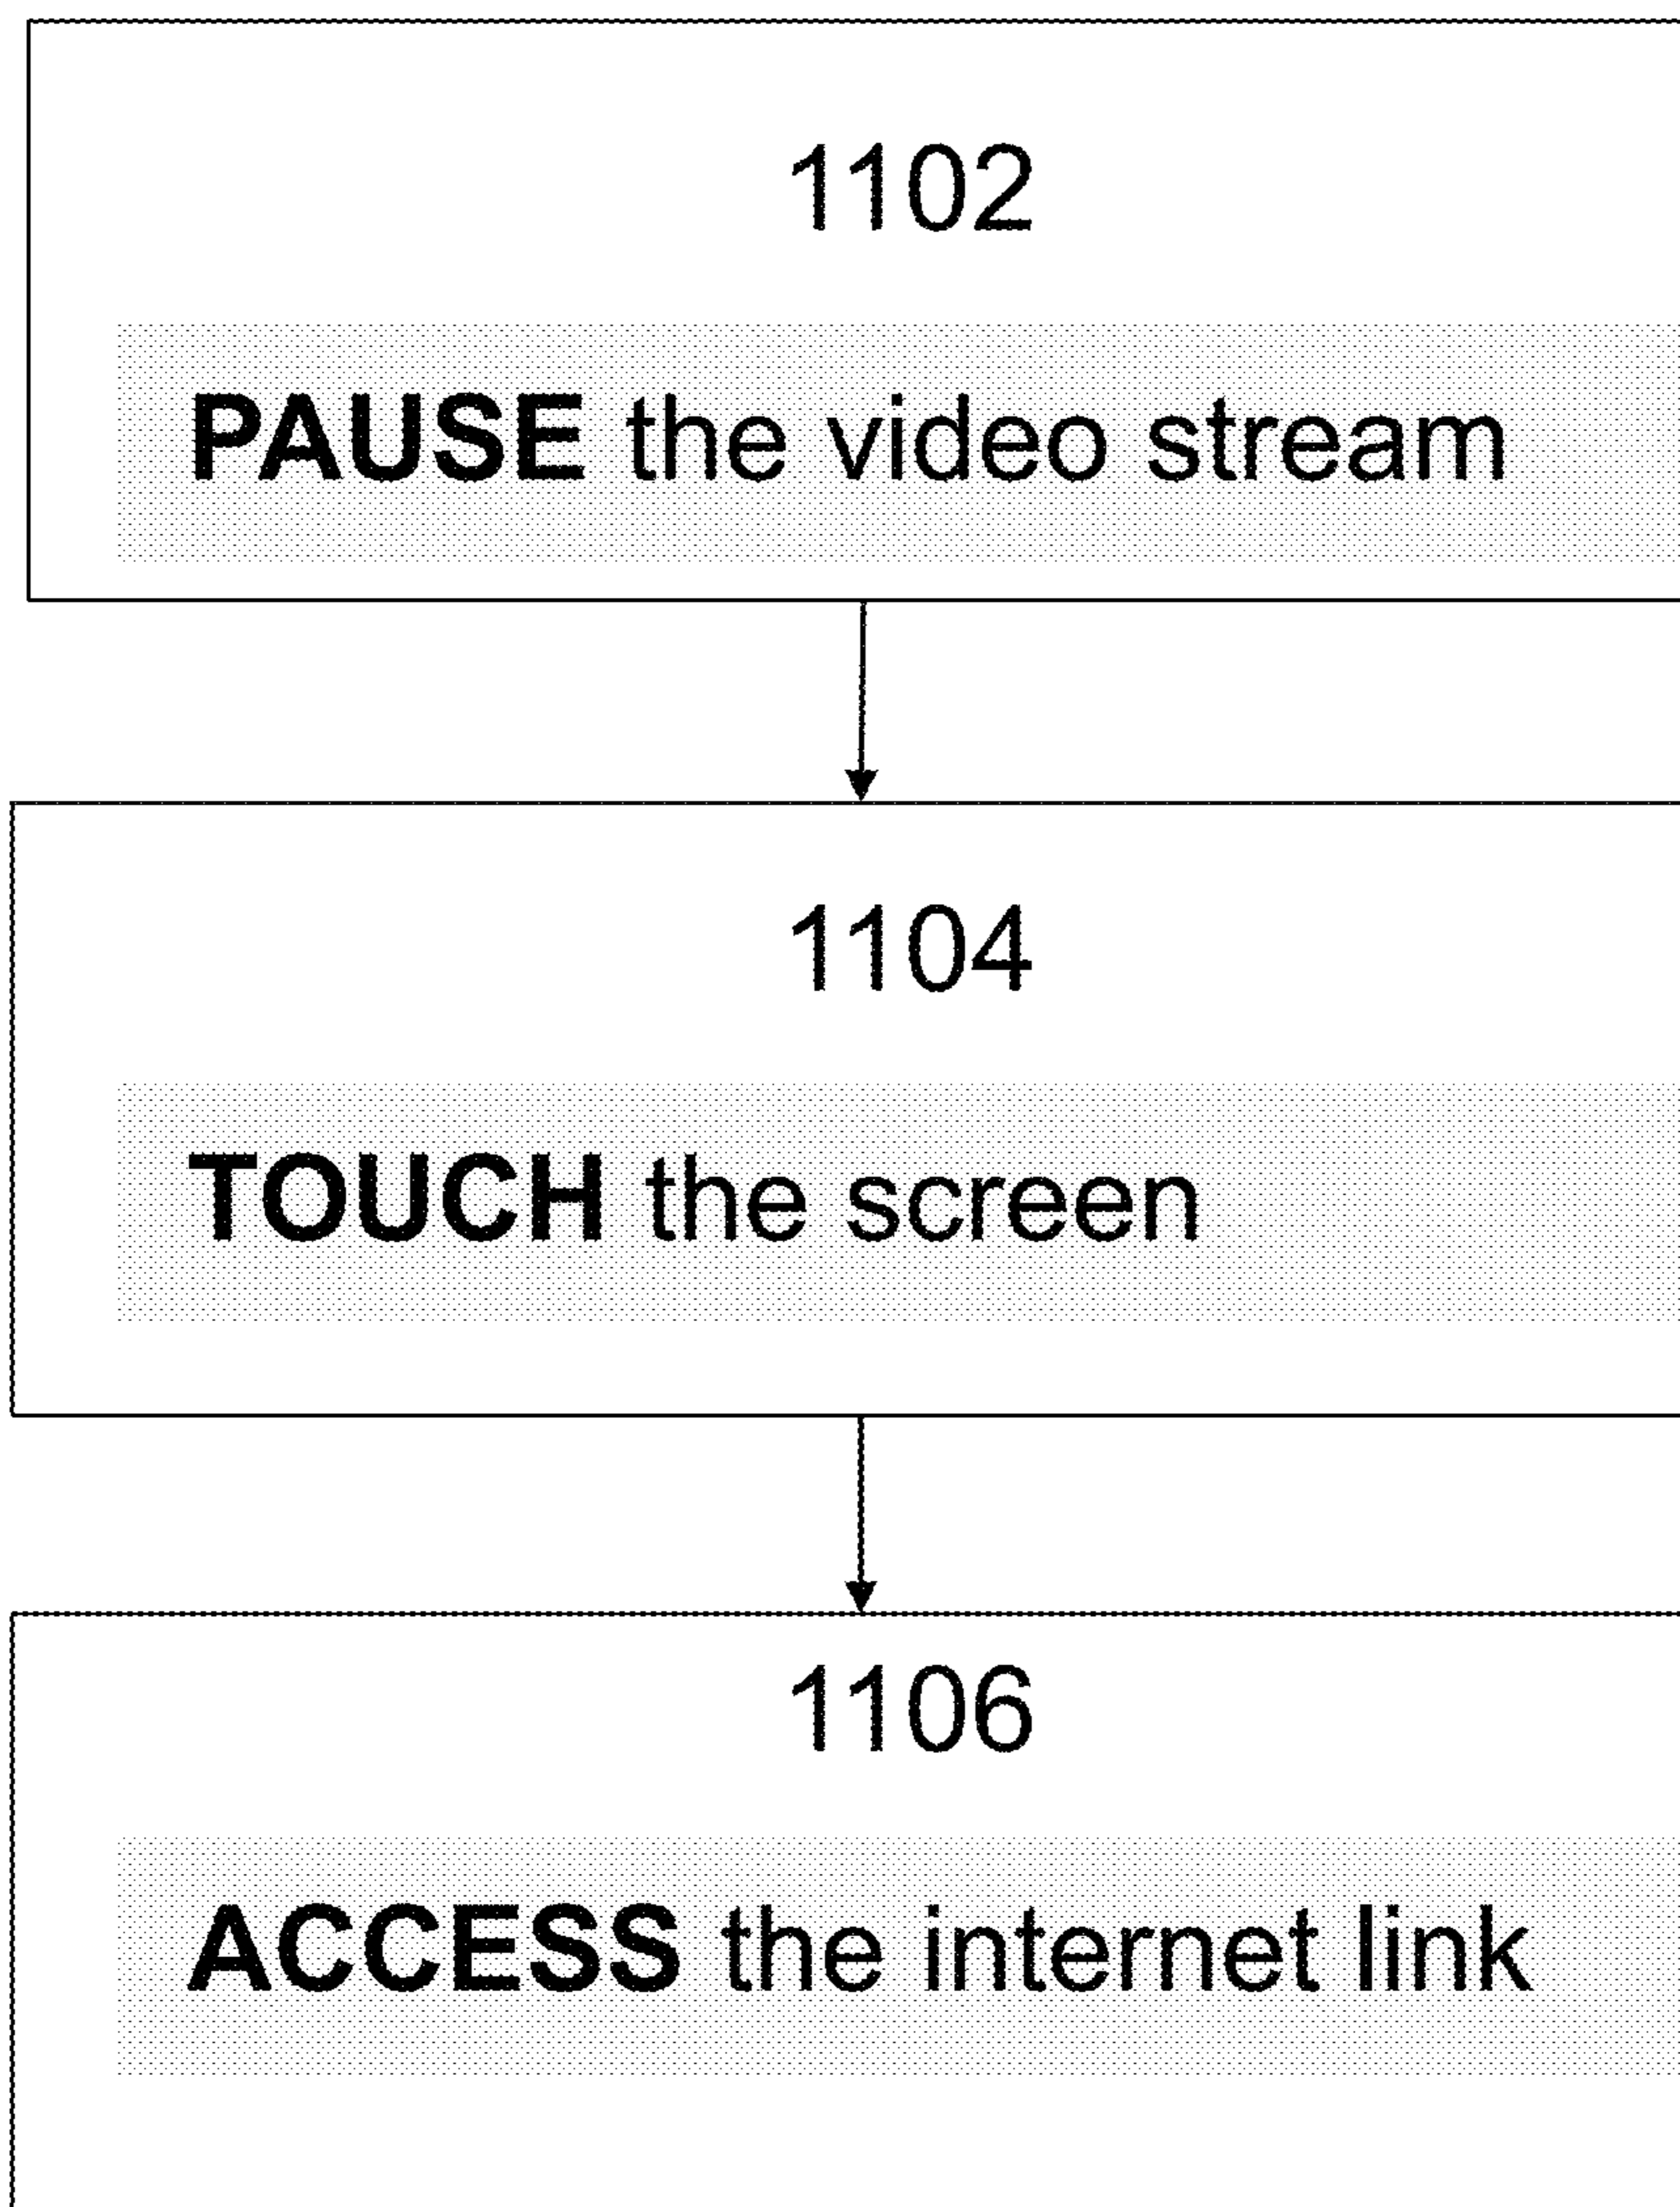 1102
PAUSE the video stream
1104
TOUCH the screen
1106
ACCESS the internet link